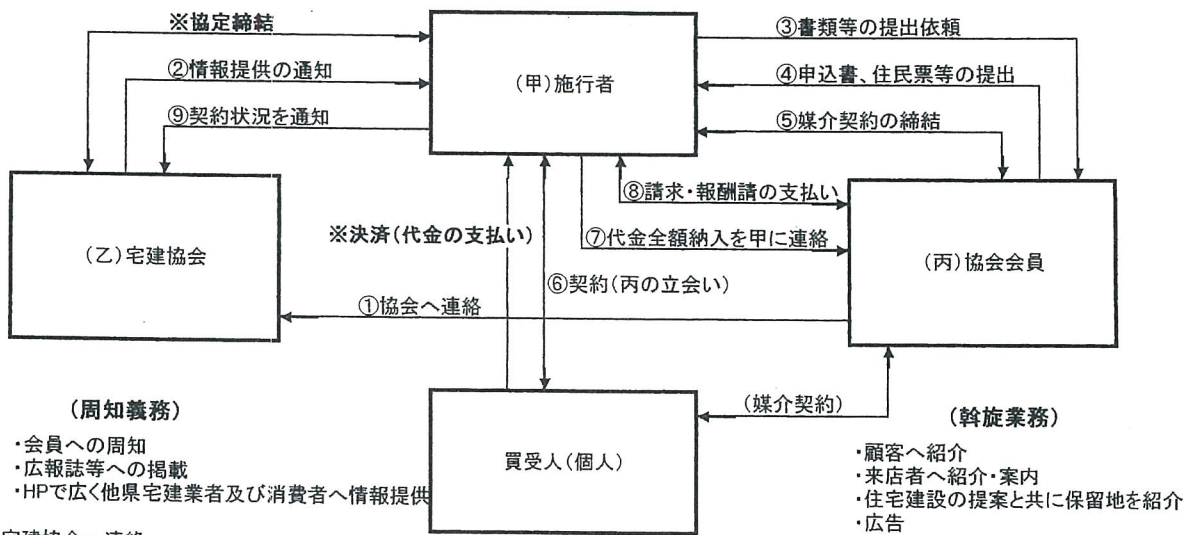 ※協定締結
②情報提供の通知
⑨契約状況を通知
(甲)施行者
③書類等の提出依頼
④申込書、住民票等の提出
⑤媒介契約の締結
⑧請求・報酬請の支払い
※決済(代金の支払い)
⑦代金全額納入を甲に連絡
(乙)宅建協会
(丙)協会会員
⑥契約(丙の立会い)
①協会へ連絡
(周知義務)
・会員への周知
・広報誌等への掲載
・HPで広く他県宅建業者及び消費者へ情報提供
買受人(個人)
(媒介契約)
(斡旋業務)
・顧客へ紹介
・来店者へ紹介・案内
・住宅建設の提案と共に保留地を紹介
・広告